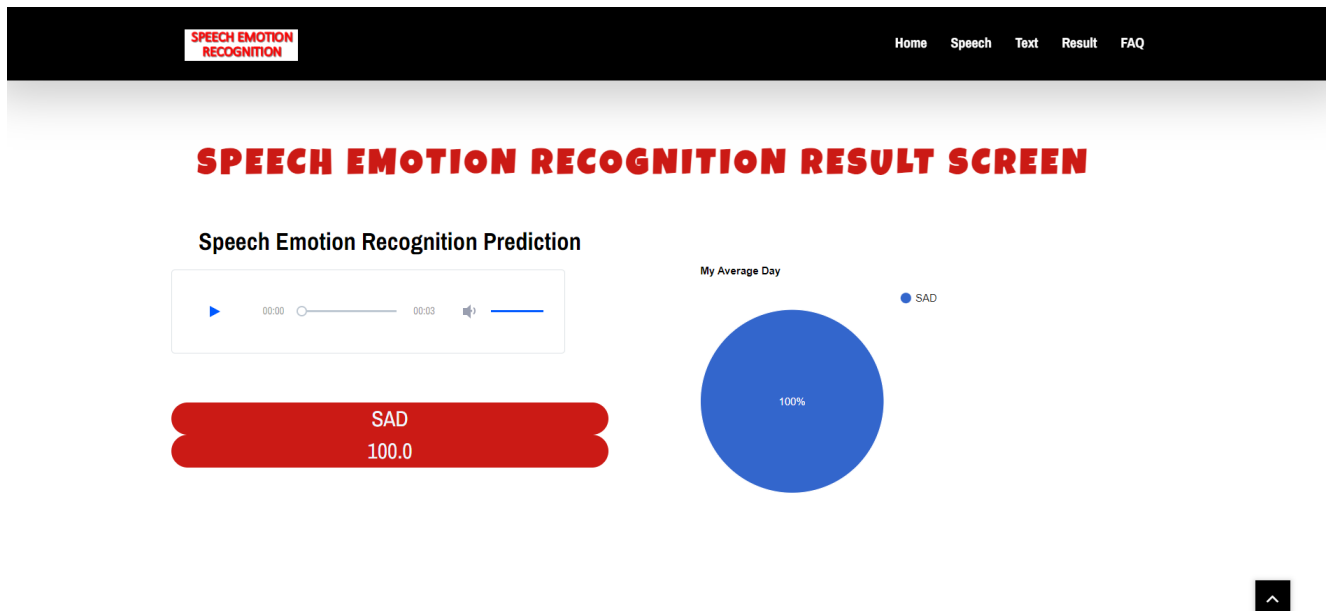 SPEECH EMOTION
RECOGNITION
Home Speech Text Result FAQ
SPEECH EMOTION RECOGNITION RESULT SCREEN
Speech Emotion Recognition Prediction
00:00 00:03
SAD
100.0
My Average Day
SAD
100%